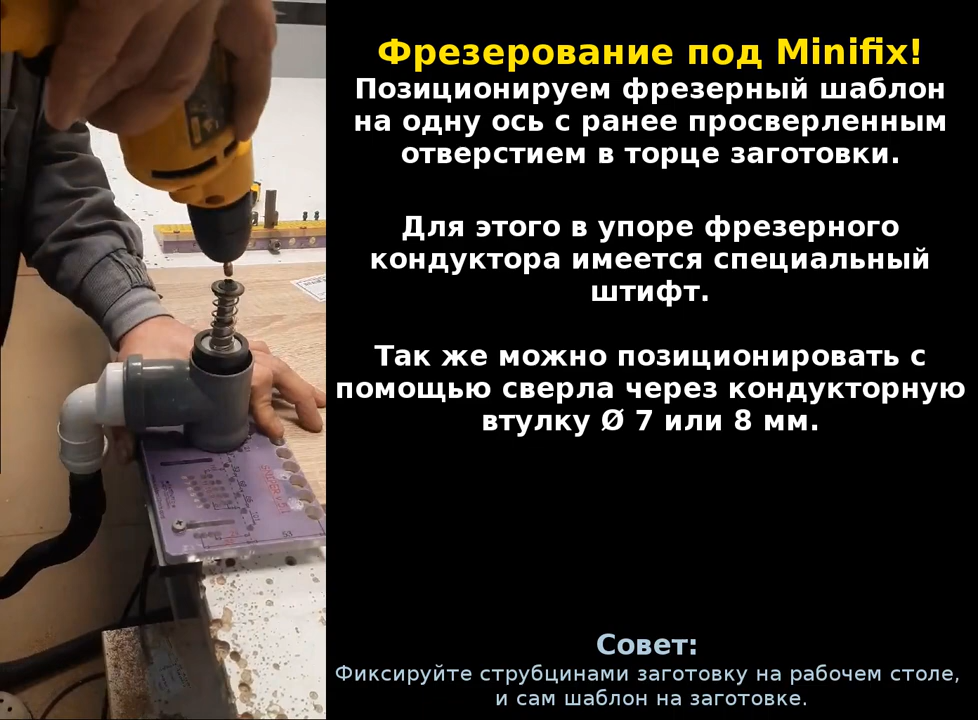 Фрезерование под Minifix!
Позиционируем фрезерный шаблон
на одну ось с ранее просверленным
отверстием в торце заготовки.
Для этого в упоре фрезерного
кондуктора имеется специальный
штифт.
Так же можно позиционировать с
помощью сверла через кондукторную
втулку Ø 7 или 8 мм.
Совет:
Фиксируйте струбцинами заготовку на рабочем столе,
и сам шаблон на заготовке.